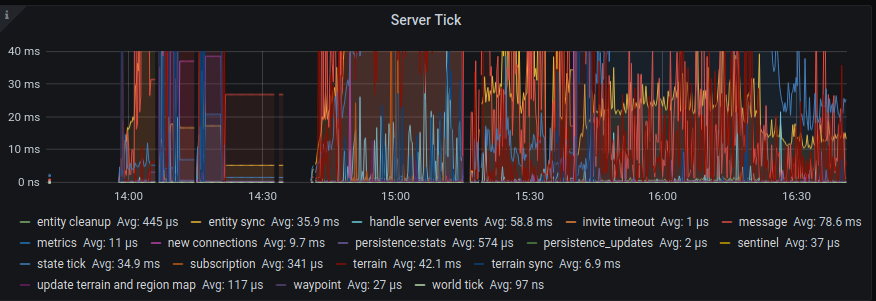 i
Server Tick
40 ms
30 ms
20 ms
10 ms
0 ns
14:00 14:30 15:00 15:30 16:00 16:30
entity cleanup Avg: 445 µs entity sync Avg: 35.9 ms handle server events Avg: 58.8 ms invite timeout Avg: 1 µs message Avg: 78.6 ms
metrics Avg: 11 µs new connections Avg: 9.7 ms persistence:stats Avg: 574 µs persistence_updates Avg: 2 µs sentinel Avg: 37 µs
state tick Avg: 34.9 ms subscription Avg: 341 µs terrain Avg: 42.1 ms terrain sync Avg: 6.9 ms
update terrain and region map Avg: 117 µs waypoint Avg: 27 µs world tick Avg: 97 ns